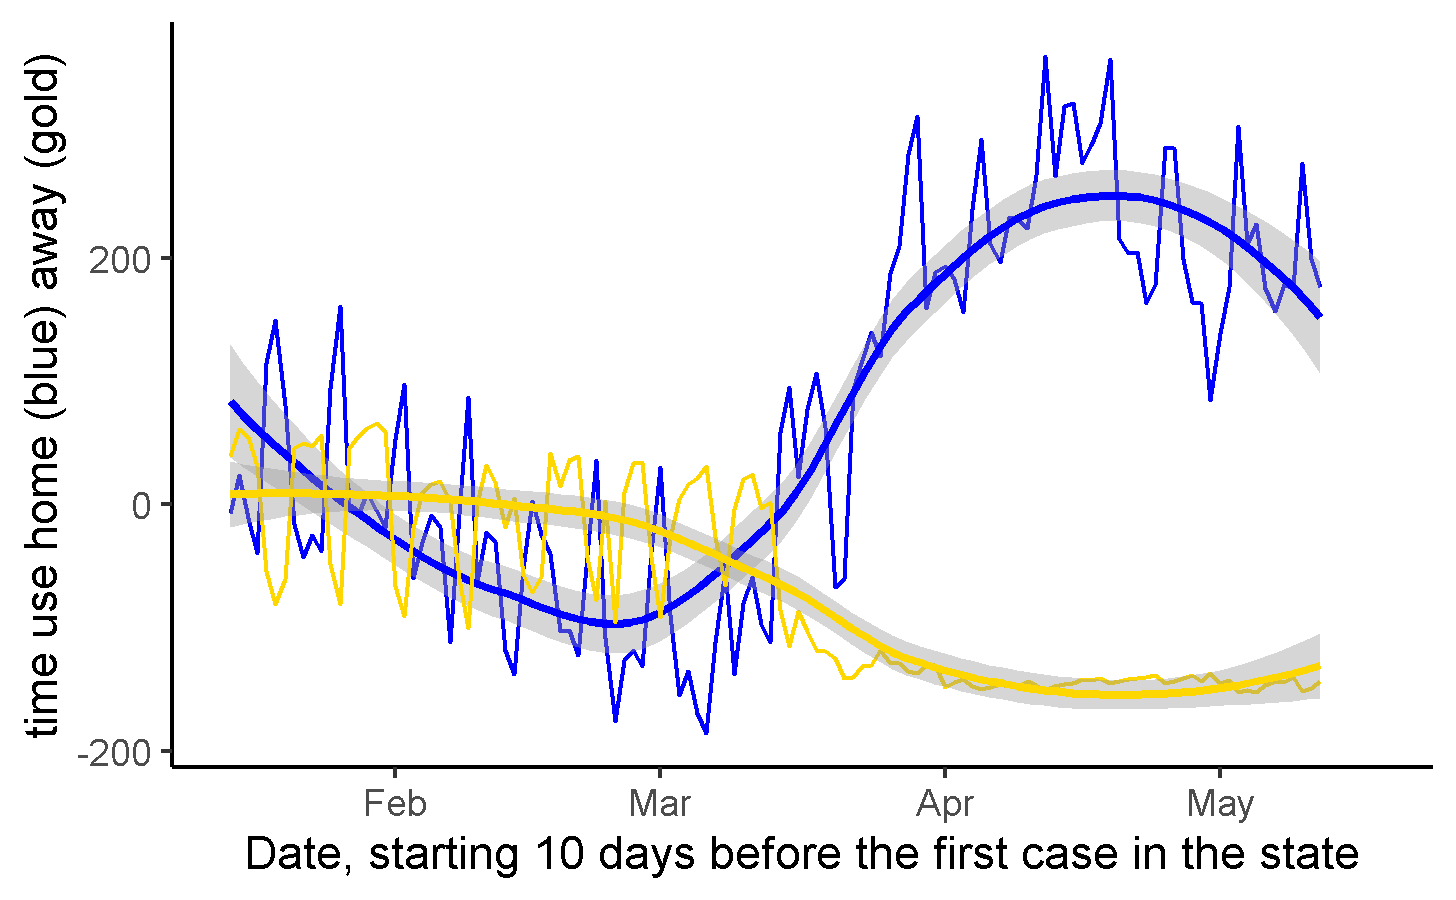 time use home (blue) away (gold)
200
0
-200
Feb Mar Apr May
Date, starting 10 days before the first case in the state